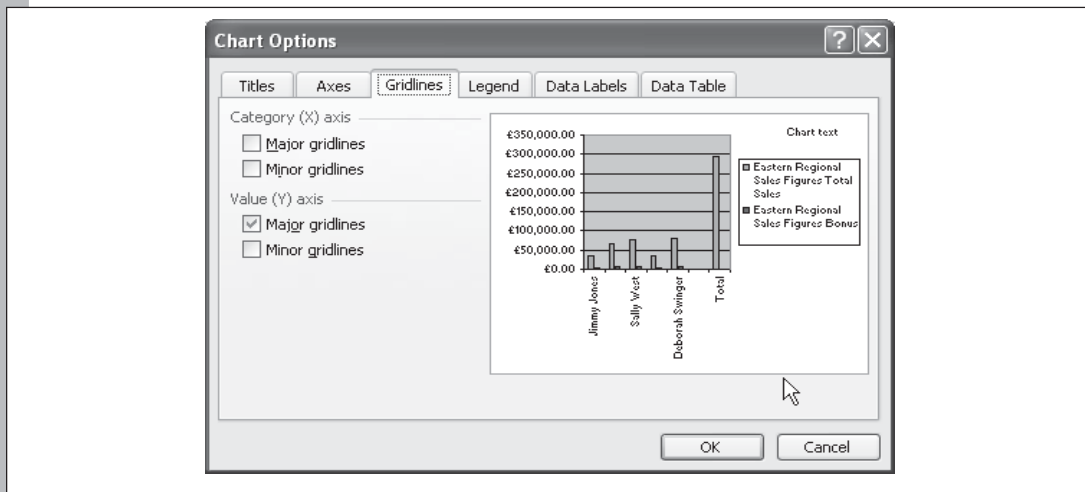 Chart Options
Titles Axes Gridlines Legend Data Labels Data Table
Category (X) axis
Major gridlines
Minor gridlines
Value (Y) axis
Major gridlines
Minor gridlines
Chart text
£350,000.00
£300,000.00
£250,000.00
£200,000.00
£150,000.00
£100,000.00
£50,000.00
£0.00
Jimmy Jones
Sally West
Deborah Swinger
Total
Eastern Regional
Sales Figures Total
Sales
Eastern Regional
Sales Figures Bonus
OK Cancel